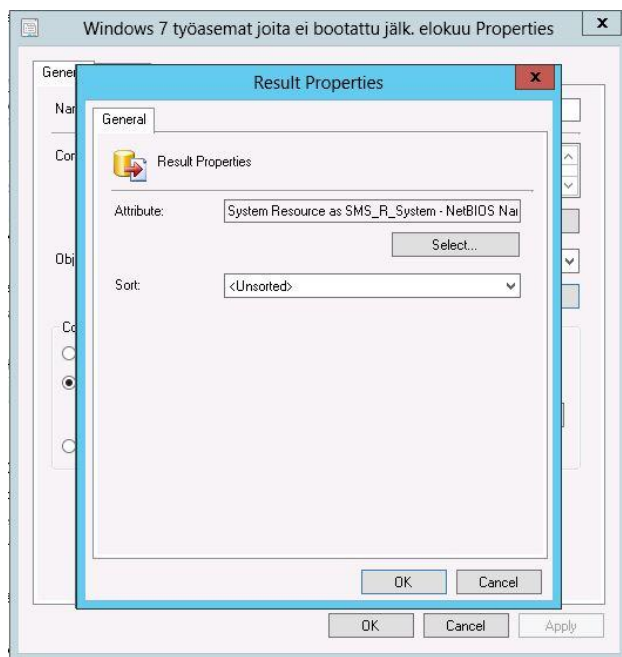 Windows 7 työasemat joita ei bootattu jälk. elokuu Properties
x
Result Properties
x
General
Result Properties
Attribute:
System Resource as SMS_R_System - NetBIOS
Select...
Sort:
<Unsorted>
OK
Cancel
OK
Cancel
Apply